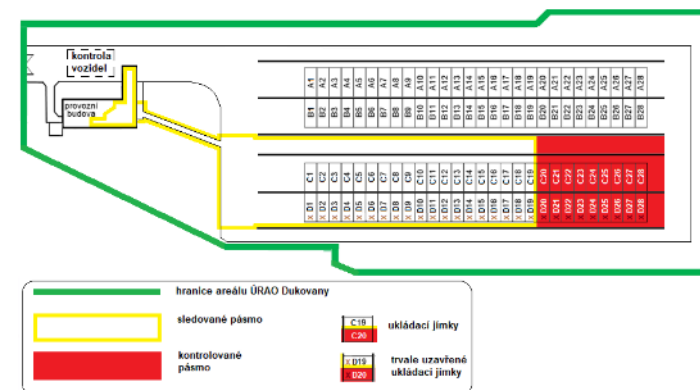 kontrola
vozidel
provozní
budova
A1 A2 A3 A4 A5 A6 A7 A8 A9 A10 A11 A12 A13 A14 A15 A16 A17 A18 A19 A20 A21 A22 A23 A24 A25 A26 A27 A28
B1 B2 B3 B4 B5 B6 B7 B8 B9 B10 B11 B12 B13 B14 B15 B16 B17 B18 B19 B20 B21 B22 B23 B24 B25 B26 B27 B28
C1 C2 C3 C4 C5 C6 C7 C8 C9 C10 C11 C12 C13 C14 C15 C16 C17 C18 C19 C20 C21 C22 C23 C24 C25 C26 C27 C28
X D1 X D2 X D3 X D4 X D5 X D6 X D7 X D8 X D9 X D10 X D11 X D12 X D13 X D14 X D15 X D16 X D17 X D18 X D19 X D20 X D21 X D22 X D23 X D24 X D25 X D26 X D27 X D28
hranice areálu ÚRAO Dukovany
sledované pásmo
C19
C20
ukládací jímky
kontrolované
pásmo
X D19
X D20
trvale uzavřené
ukládací jímky